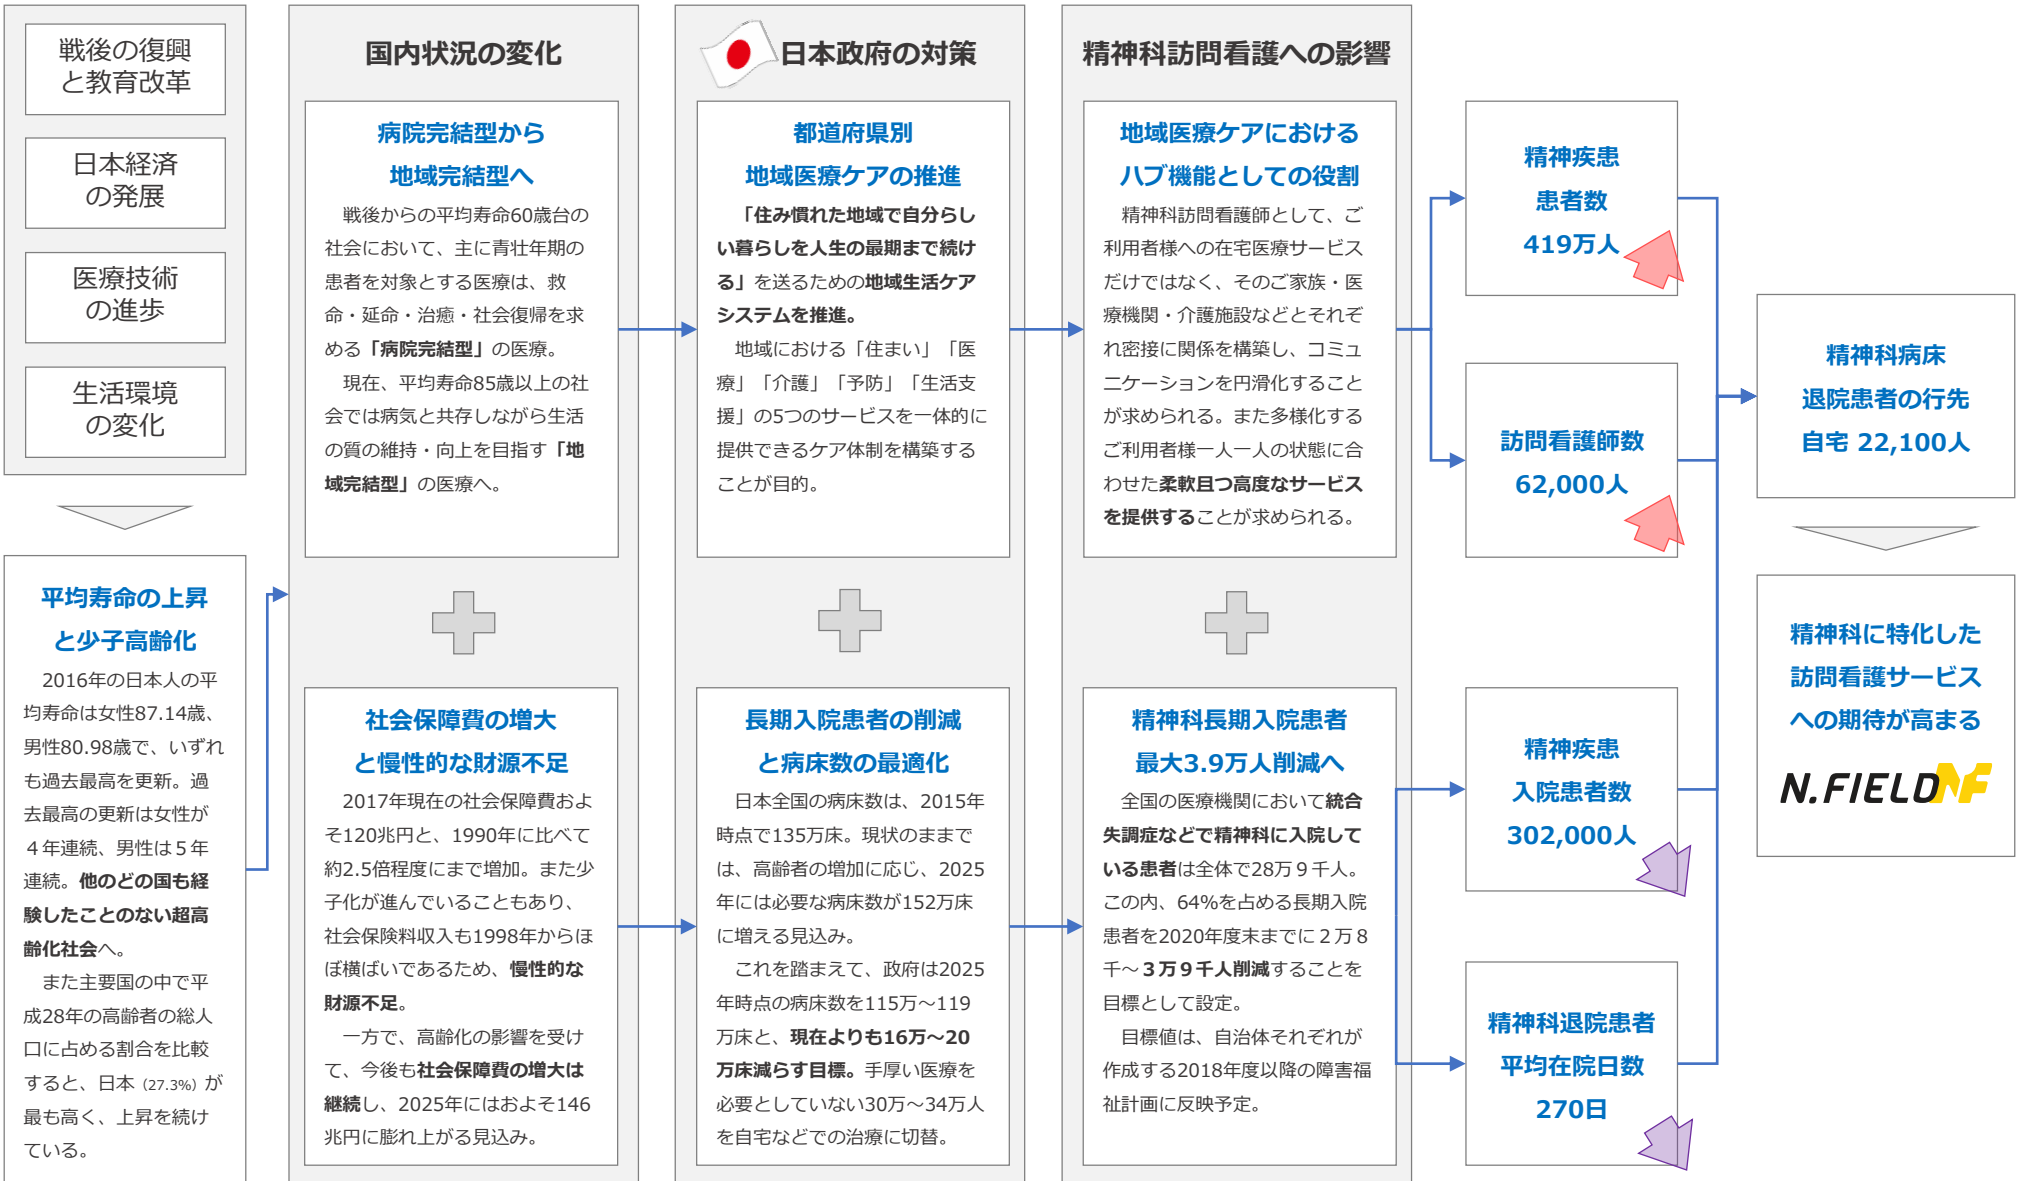 戦後の復興
と教育改革
日本経済
の発展
医療技術
の進歩
生活環境
の変化
平均寿命の上昇
と少子高齢化
2016年の日本人の平
均寿命は女性87.14歳、
男性80.98歳で、いずれ
も過去最高を更新。過
去最高の更新は女性が
４年連続、男性は５年
連続。他のどの国も経
験したことのない超高
齢化社会へ。
また主要国の中で平
成28年の高齢者の総人
口に占める割合を比較
すると、日本（27.3%）が
最も高く、上昇を続け
ている。
国内状況の変化
病院完結型から
地域完結型へ
戦後からの平均寿命60歳台の
社会において、主に青壮年期の
患者を対象とする医療は、救
命・延命・治癒・社会復帰を求
める「病院完結型」の医療。
現在、平均寿命85歳以上の社
会では病気と共存しながら生活
の質の維持・向上を目指す「地
域完結型」の医療へ。
社会保障費の増大
と慢性的な財源不足
2017年現在の社会保障費およ
そ120兆円と、1990年に比べて
約2.5倍程度にまで増加。また少
子化が進んでいることもあり、
社会保険料収入も1998年からほ
ぼ横ばいであるため、慢性的な
財源不足。
一方で、高齢化の影響を受け
て、今後も社会保障費の増大は
継続し、2025年にはおよそ146
兆円に膨れ上がる見込み。
日本政府の対策
都道府県別
地域医療ケアの推進
「住み慣れた地域で自分らし
い暮らしを人生の最期まで続け
る」を送るための地域生活ケア
システムを推進。
地域における「住まい」「医
療」「介護」「予防」「生活支
援」の5つのサービスを一体的に
提供できるケア体制を構築する
ことが目的。
長期入院患者の削減
と病床数の最適化
日本全国の病床数は、2015年
時点で135万床。現状のままで
は、高齢者の増加に応じ、2025
年には必要な病床数が152万床
に増える見込み。
これを踏まえて、政府は2025
年時点の病床数を115万～119
万床と、現在よりも16万～20
万床減らす目標。手厚い医療を
必要としていない30万～34万人
を自宅などでの治療に切替。
精神科訪問看護への影響
地域医療ケアにおける
ハブ機能としての役割
精神科訪問看護師として、ご
利用者様への在宅医療サービス
だけではなく、そのご家族・医
療機関・介護施設などとそれぞ
れ密接に関係を構築し、コミュ
ニケーションを円滑化すること
が求められる。また多様化する
ご利用者様一人一人の状態に合
わせた柔軟且つ高度なサービス
を提供することが求められる。
精神科長期入院患者
最大3.9万人削減へ
全国の医療機関において統合
失調症などで精神科に入院して
いる患者は全体で28万９千人。
この内、64%を占める長期入院
患者を2020年度末までに２万８
千～３万９千人削減することを
目標として設定。
目標値は、自治体それぞれが
作成する2018年度以降の障害福
祉計画に反映予定。
精神疾患
患者数
419万人
訪問看護師数
62,000人
精神疾患
入院患者数
302,000人
精神科退院患者
平均在院日数
270日
精神科病床
退院患者の行先
自宅 22,100人
精神科に特化した
訪問看護サービス
への期待が高まる
N.FIELD NF